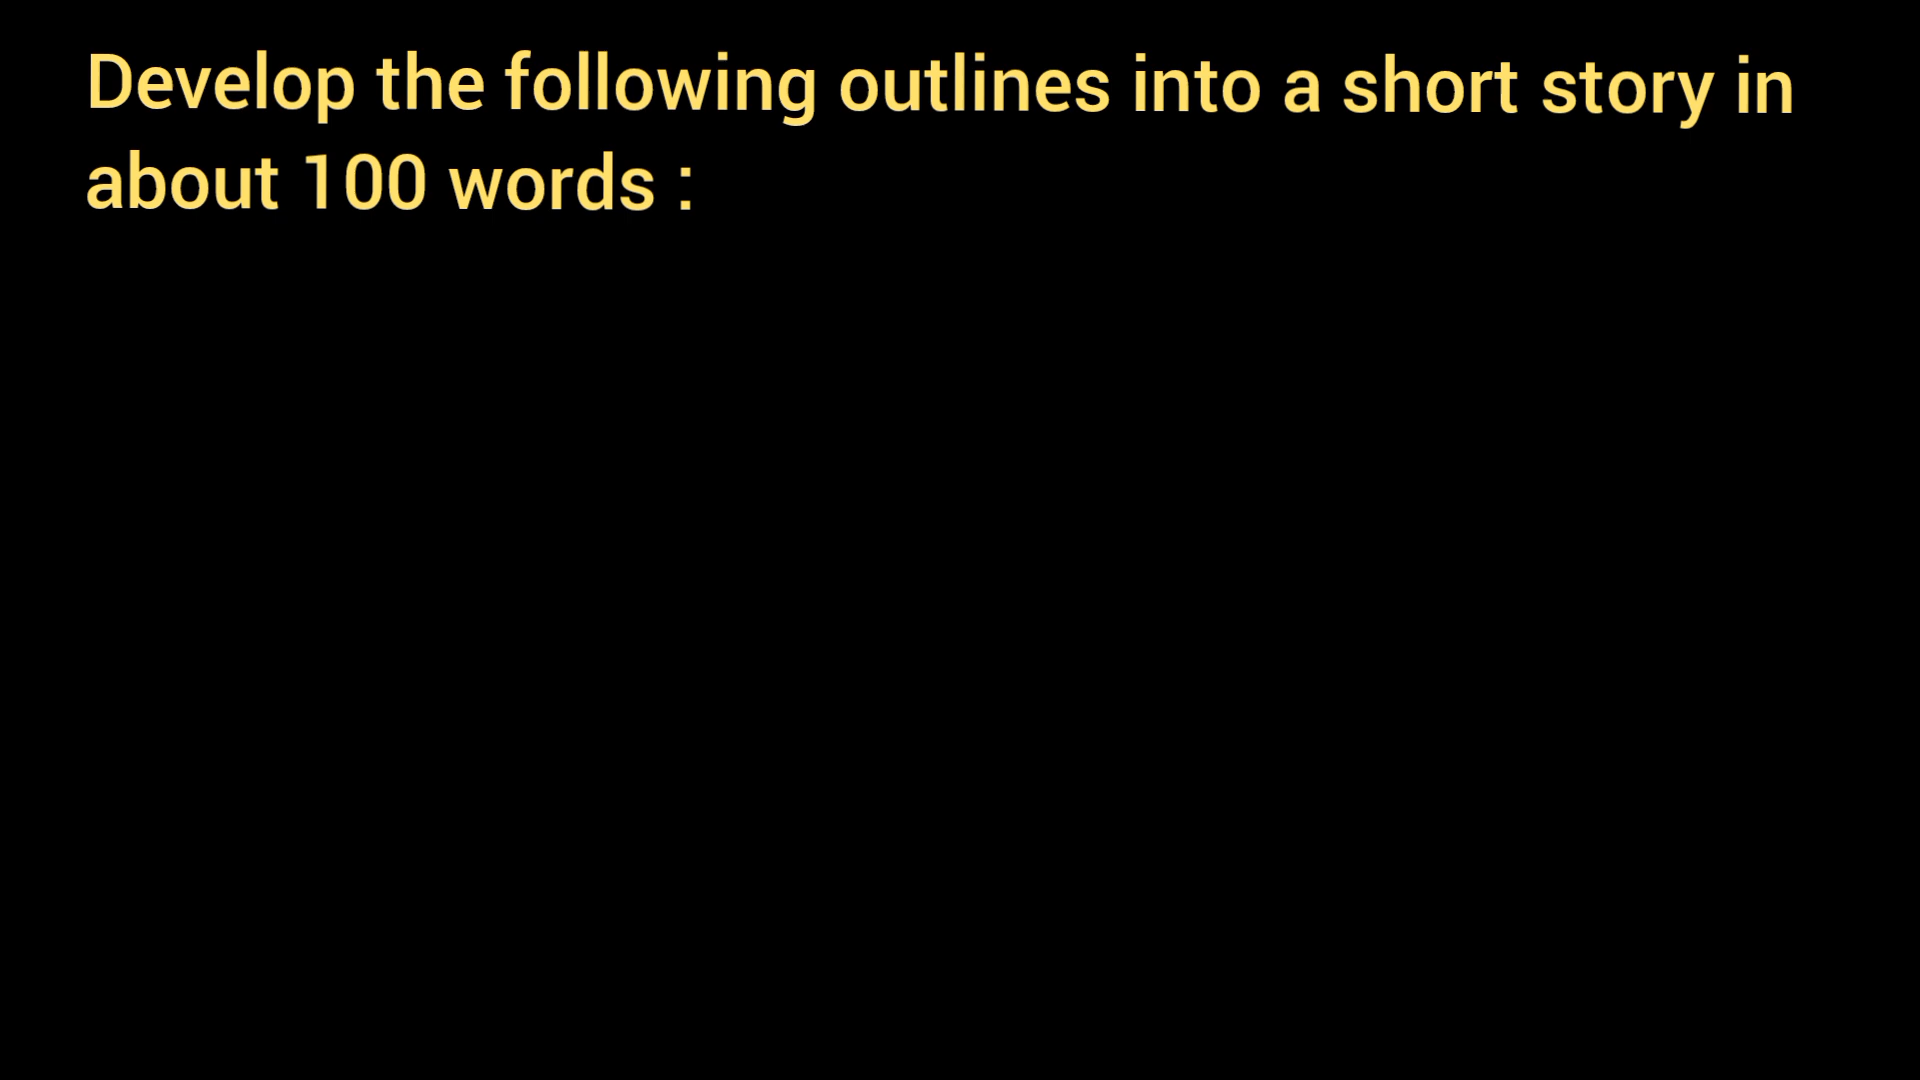 Develop the following outlines into a short story in
about 100 words :